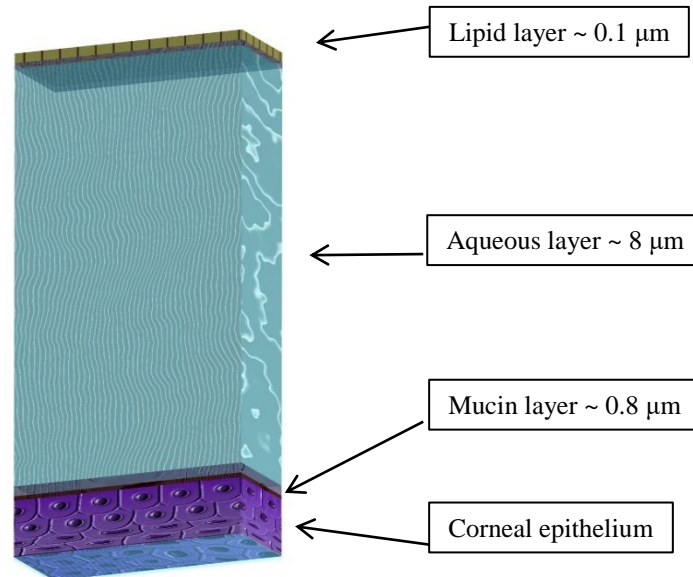 Lipid layer ~ 0.1 μm
Aqueous layer ~ 8 μm
Mucin layer ~ 0.8 μm
Corneal epithelium